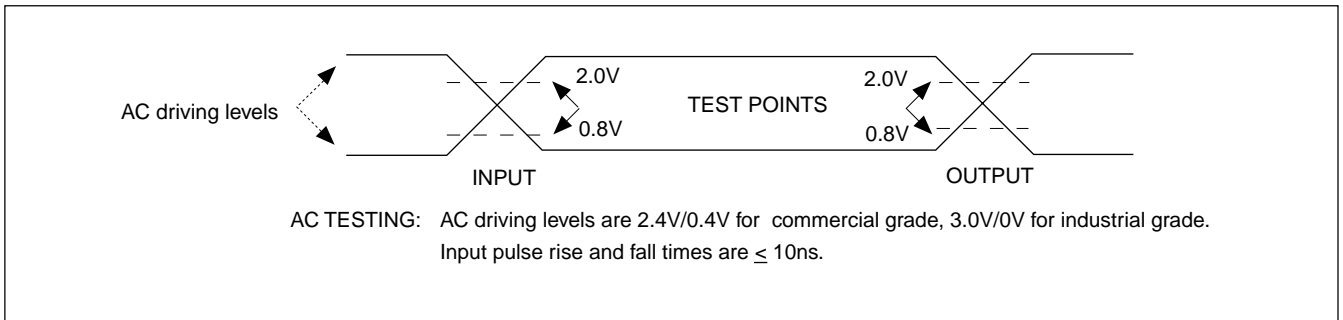 2.0V
2.0V
AC driving levels
TEST POINTS
0.8V
0.8V
INPUT
OUTPUT
AC TESTING: AC driving levels are 2.4V/0.4V for commercial grade, 3.0V/0V for industrial grade.
Input pulse rise and fall times are ≤ 10ns.